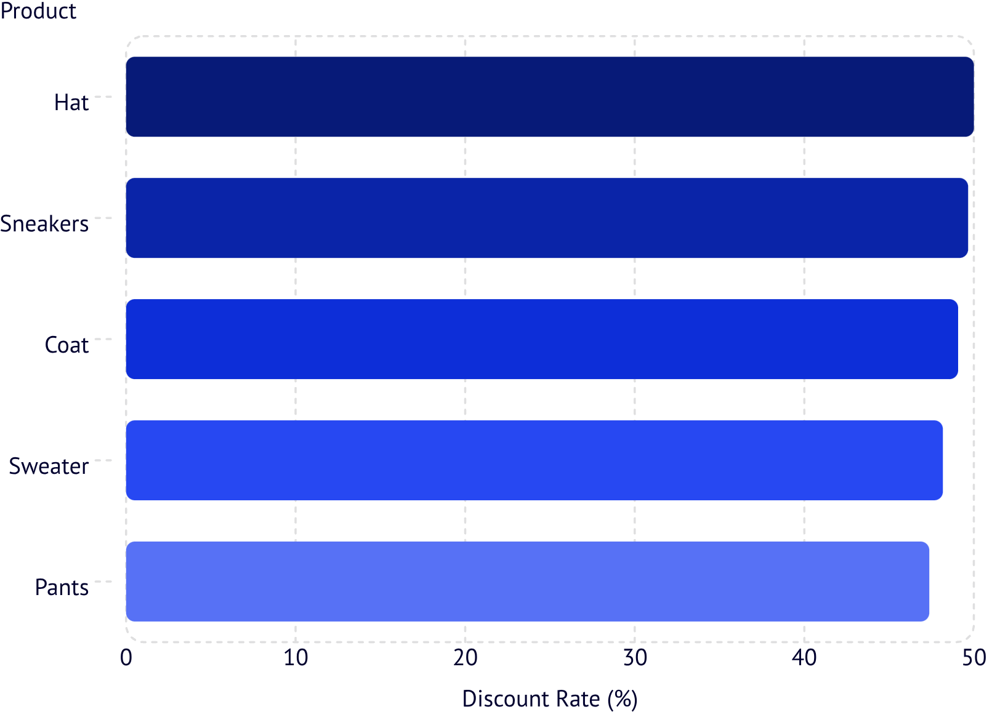 Product
Hat
Sneakers
Coat
Sweater
Pants
0 10 20 30 40 50
Discount Rate (%)